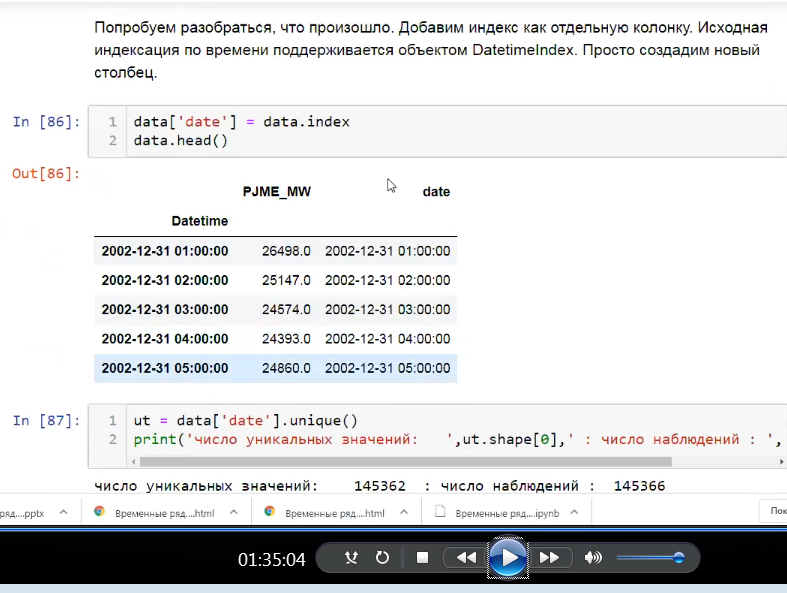 Попробуем разобраться, что произошло. Добавим индекс как отдельную колонку. Исходная
индексация по времени поддерживается объектом DatetimeIndex. Просто создадим новый
столбец.
In [86]:
1 data['date'] = data.index
2 data.head()
Out[86]:
PJME_MW date
Datetime
2002-12-31 01:00:00 26498.0 2002-12-31 01:00:00
2002-12-31 02:00:00 25147.0 2002-12-31 02:00:00
2002-12-31 03:00:00 24574.0 2002-12-31 03:00:00
2002-12-31 04:00:00 24393.0 2002-12-31 04:00:00
2002-12-31 05:00:00 24860.0 2002-12-31 05:00:00
In [87]:
1 ut = data['date'].unique()
2 print('число уникальных значений: ',ut.shape[0],' : число наблюдений : ',
число уникальных значений: 145362 : число наблюдений : 145366
ряд....pptx Временные ряд....html Временные ряд....html Временные ряд....ipynb Пок
01:35:04